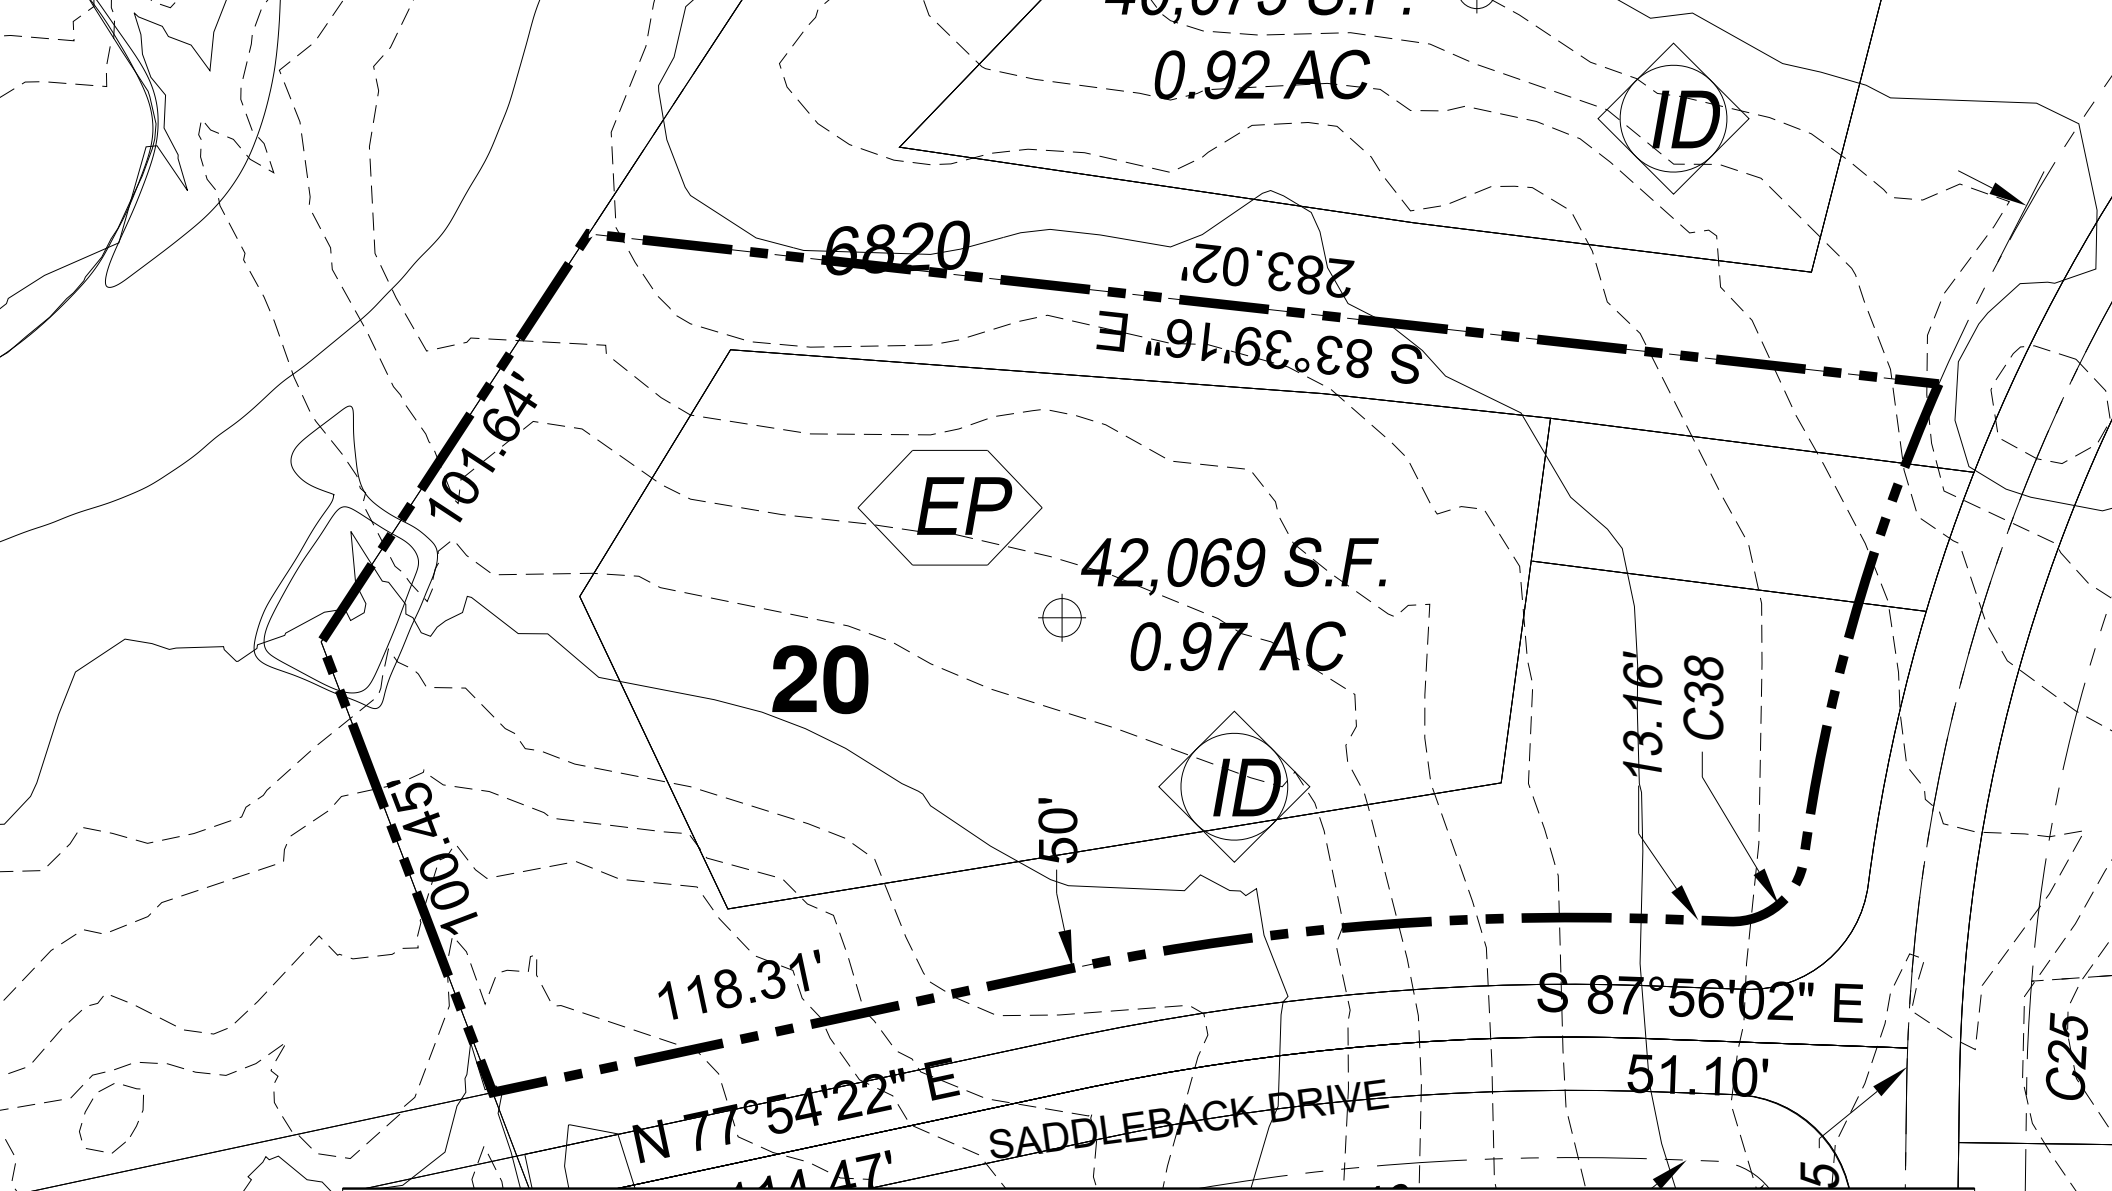 0.92 AC
ID
6820
283.02'
S 83°39'16" E
101.64'
EP
42,069 S.F.
0.97 AC
20
13.16'
C38
ID
50'
100.45'
118.31'
S 87°56'02" E
C25
51.10'
N 77°54'22" E
SADDLEBACK DRIVE